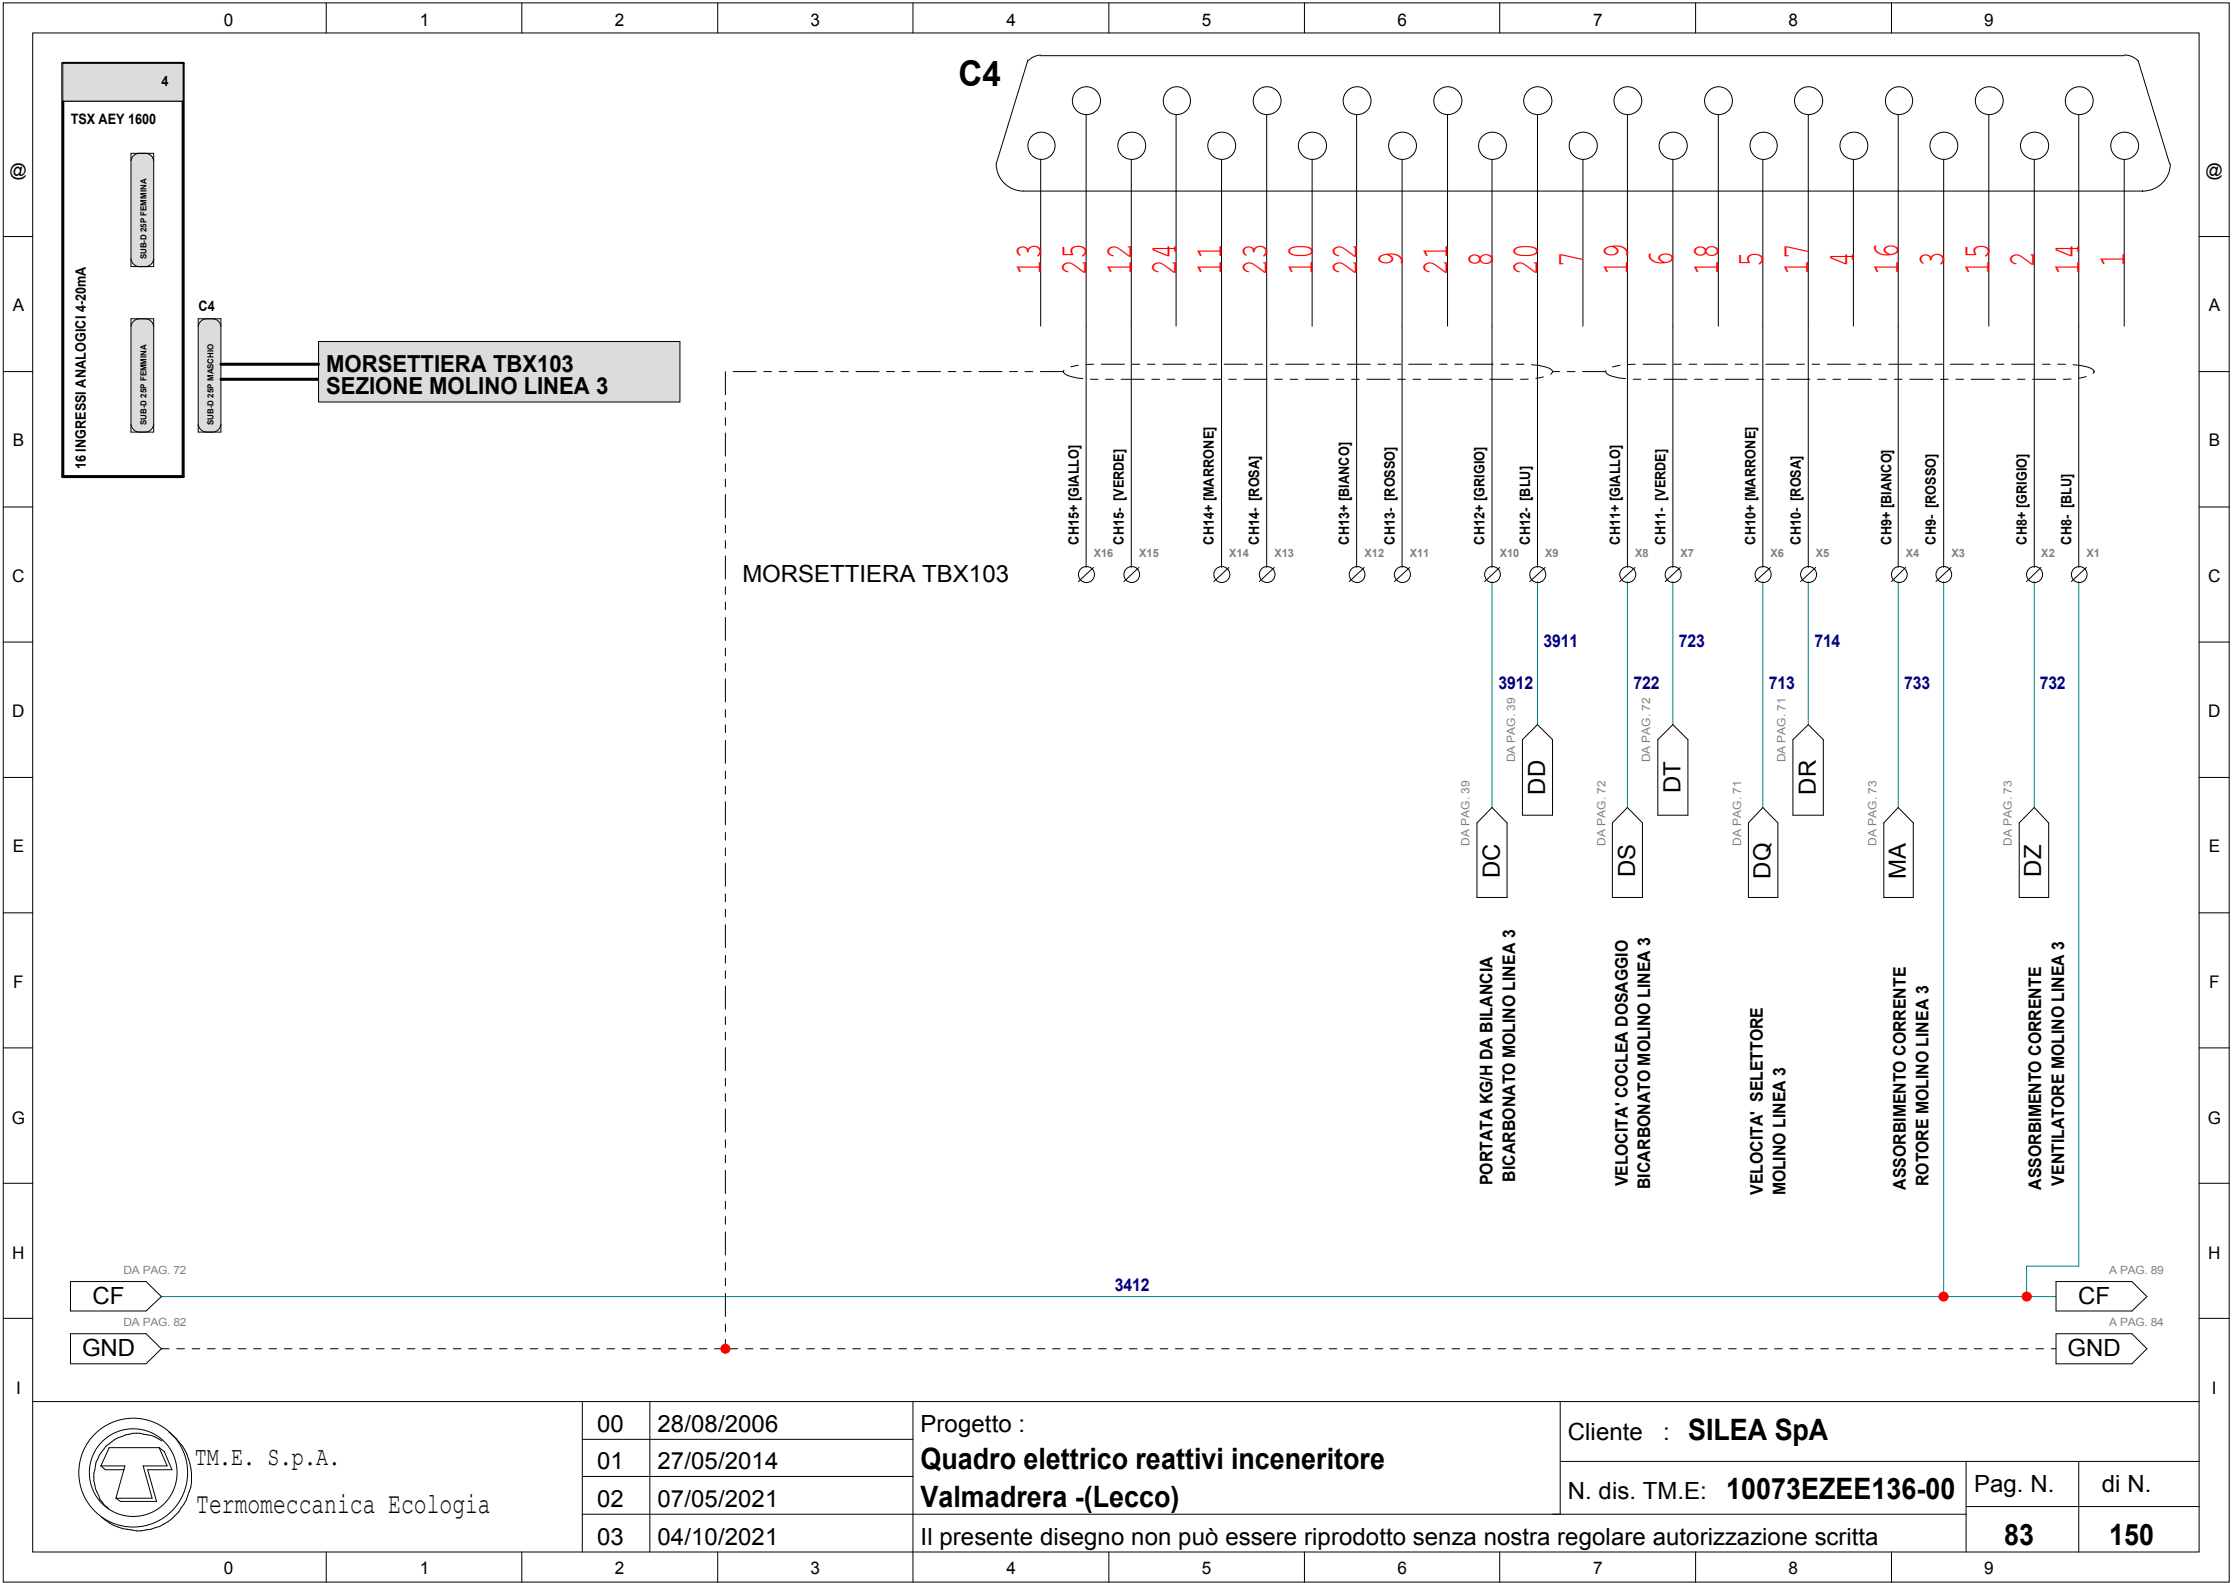 0 1 2 3 4 5 6 7 8 9
4
TSX AEY 1600
SUB-D 25P FEMMINA
SUB-D 25P FEMMINA
16 INGRESSI ANALOGICI 4-20mA
C4
SUB-D 25P MASCHIO
MORSETTIERA TBX103
SEZIONE MOLINO LINEA 3
C4
13 25 12 24 11 23 10 22 9 21 8 20 7 19 6 18 5 17 4 16 3 15 2 14 1
@ @
A A
B B
C C
D D
E E
F F
G G
H H
I I
CH15+ [GIALLO]
CH15- [VERDE]
CH14+ [MARRONE]
CH14- [ROSA]
CH13+ [BIANCO]
CH13- [ROSSO]
CH12+ [GRIGIO]
CH12- [BLU]
CH11+ [GIALLO]
CH11- [VERDE]
CH10+ [MARRONE]
CH10- [ROSA]
CH9+ [BIANCO]
CH9- [ROSSO]
CH8+ [GRIGIO]
CH8- [BLU]
X16 X15 X14 X13 X12 X11 X10 X9 X8 X7 X6 X5 X4 X3 X2 X1
MORSETTIERA TBX103
3911 723 714
3912 722 713 733 732
DA PAG. 39
DD
DA PAG. 72
DT
DA PAG. 71
DR
DA PAG. 39
DC
DA PAG. 72
DS
DA PAG. 71
DQ
DA PAG. 73
MA
DA PAG. 73
DZ
PORTATA KG/H DA BILANCIA
BICARBONATO MOLINO LINEA 3
VELOCITA' COCLEA DOSAGGIO
BICARBONATO MOLINO LINEA 3
VELOCITA' SELETTORE
MOLINO LINEA 3
ASSORBIMENTO CORRENTE
ROTORE MOLINO LINEA 3
ASSORBIMENTO CORRENTE
VENTILATORE MOLINO LINEA 3
DA PAG. 72
CF
3412
A PAG. 89
CF
DA PAG. 82
GND
A PAG. 84
GND
TM.E. S.p.A.
Termomeccanica Ecologia
00 28/08/2006
01 27/05/2014
02 07/05/2021
03 04/10/2021
Progetto :
Quadro elettrico reattivi inceneritore
Valmadrera -(Lecco)
Il presente disegno non può essere riprodotto senza nostra regolare autorizzazione scritta
Cliente : SILEA SpA
N. dis. TM.E: 10073EZEE136-00
Pag. N. di N.
83 150
0 1 2 3 4 5 6 7 8 9